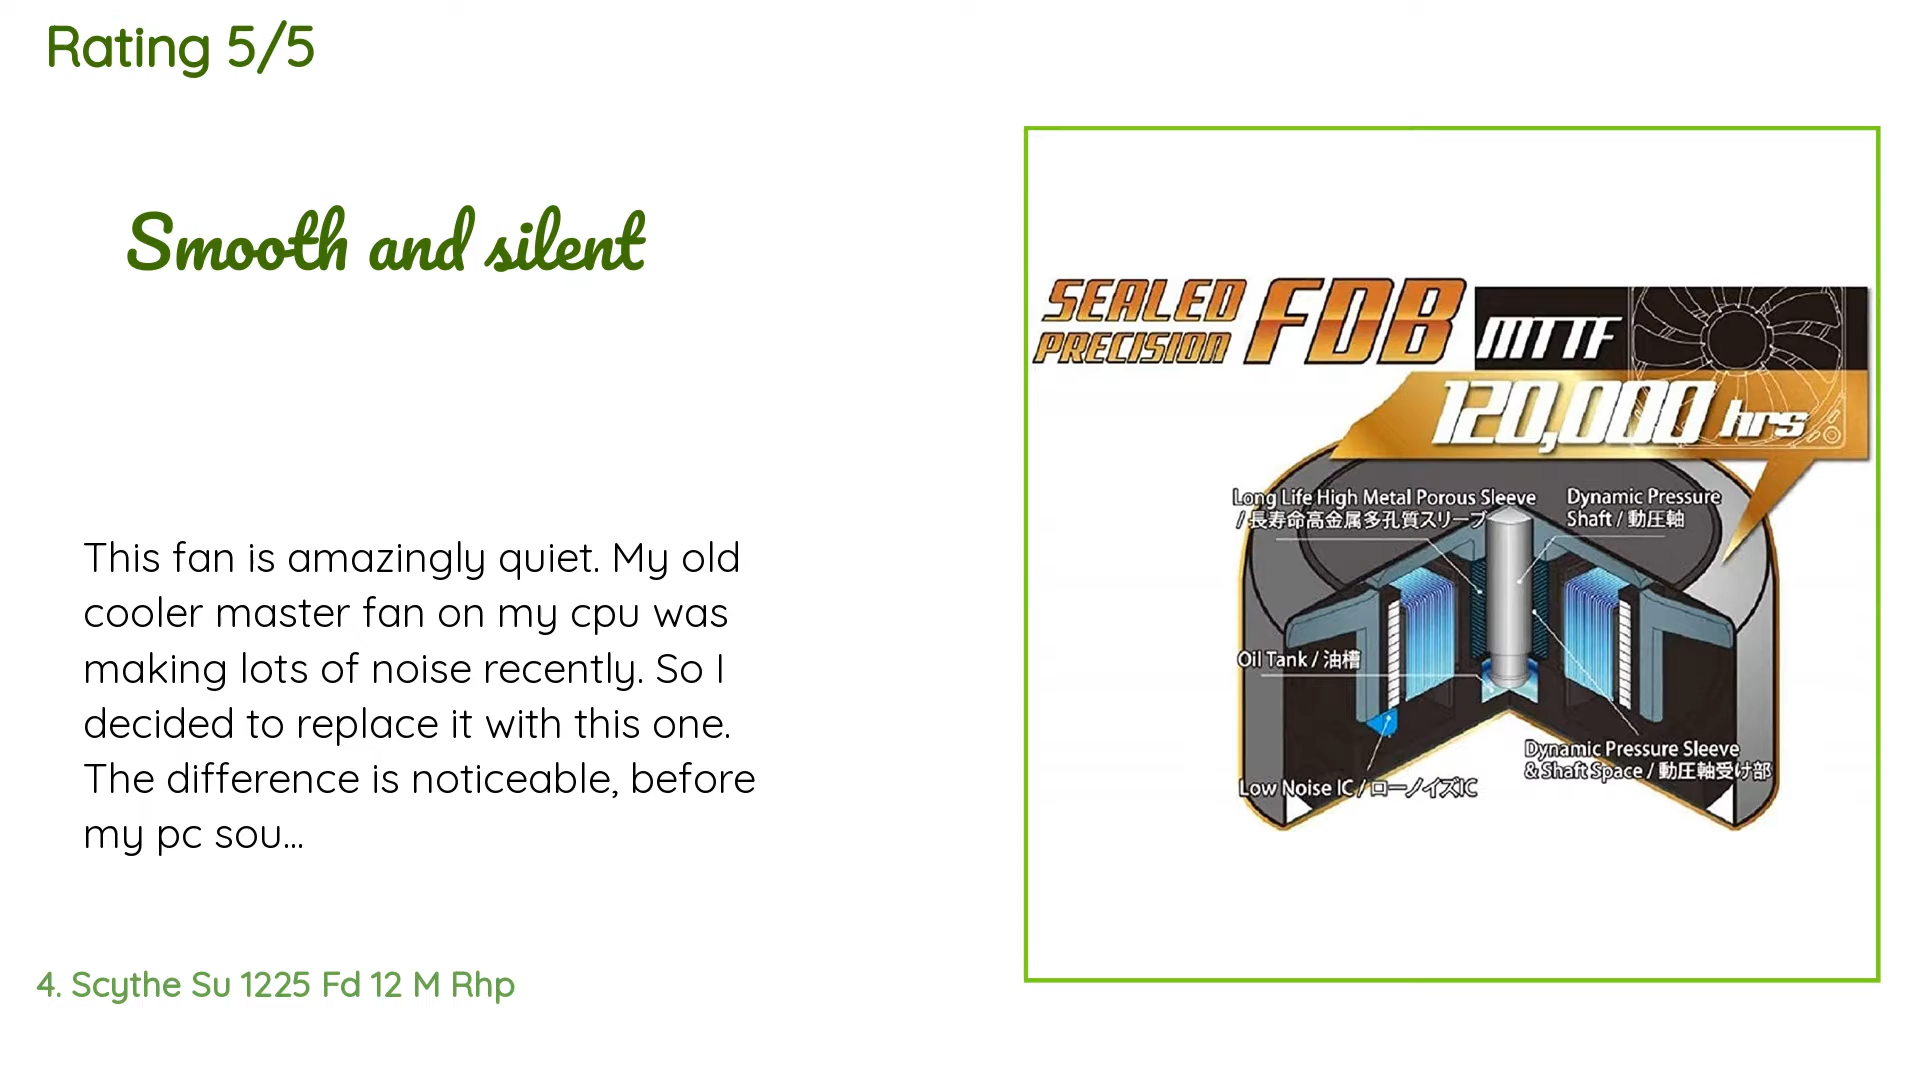 Rating 5/5
Smooth and silent
This fan is amazingly quiet. My old
cooler master fan on my cpu was
making lots of noise recently. So I
decided to replace it with this one.
The difference is noticeable, before
my pc sou...
4. Scythe Su 1225 Fd 12 M Rhp
SEALED
PRECISION
FDB
MTTF
120,000 hrs
Long Life High Metal Porous Sleeve
/ 長寿命高金属多孔質スリーブ
Dynamic Pressure
Shaft / 動圧軸
Oil Tank / 油槽
Dynamic Pressure Sleeve
& Shaft Space / 動圧軸受け部
Low Noise IC / ローノイズIC